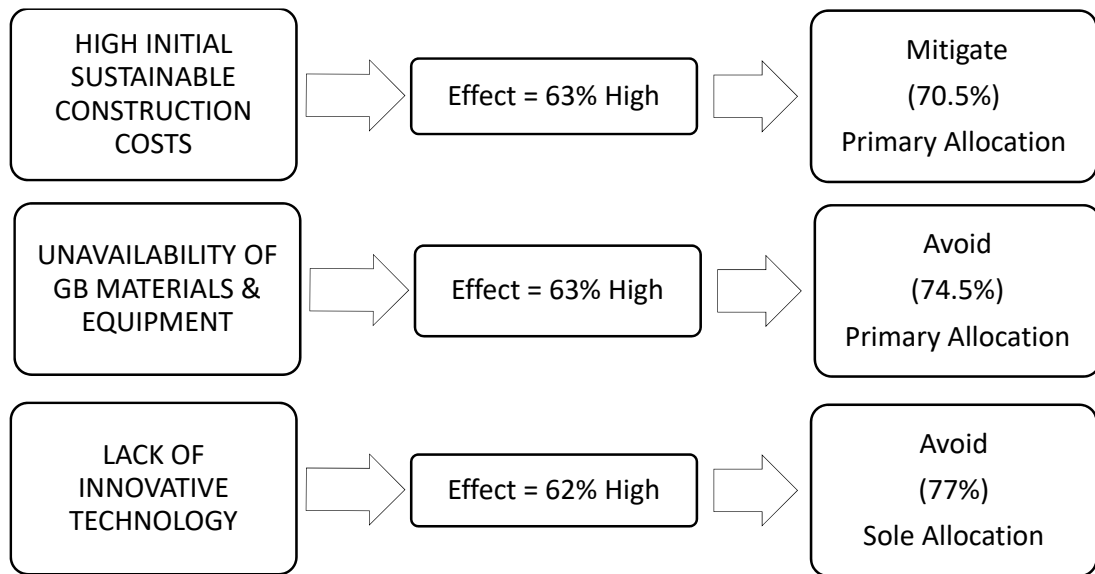 HIGH INITIAL
SUSTAINABLE
CONSTRUCTION
COSTS
Effect = 63% High
Mitigate
(70.5%)
Primary Allocation
UNAVAILABILITY OF
GB MATERIALS &
EQUIPMENT
Effect = 63% High
Avoid
(74.5%)
Primary Allocation
LACK OF
INNOVATIVE
TECHNOLOGY
Effect = 62% High
Avoid
(77%)
Sole Allocation